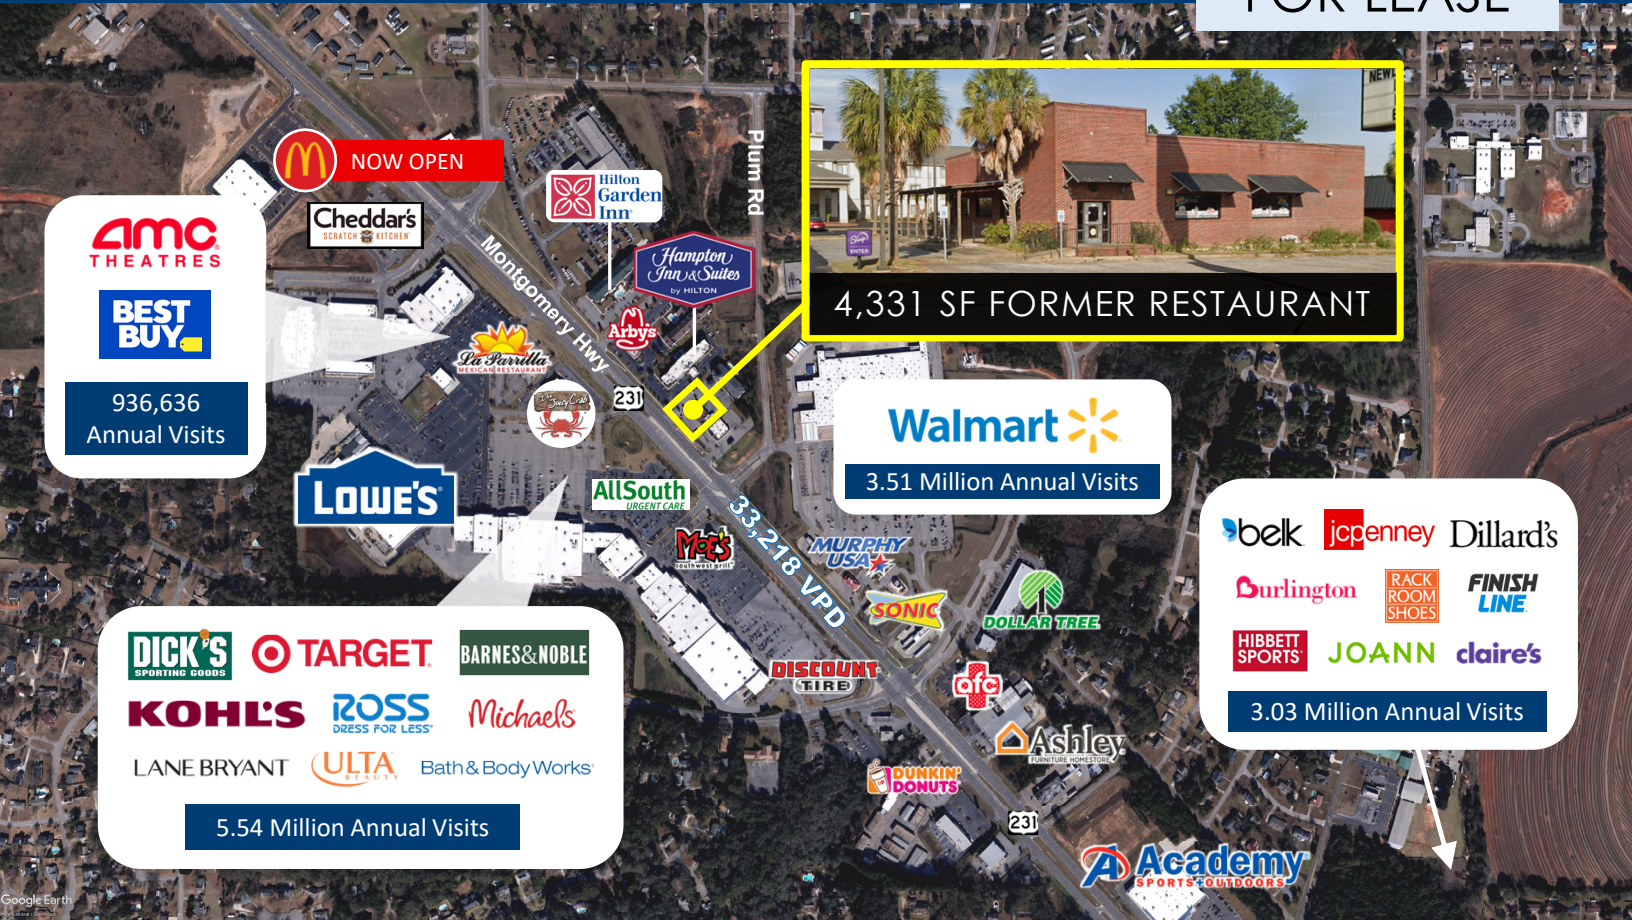 FOR LEASE
NEWL
Shop!
ENTER
4,331 SF FORMER RESTAURANT
NOW OPEN
Cheddar's
SCRATCH KITCHEN
Hilton
Garden
Inn
Plum Rd
Hampton
Inn & Suites
by HILTON
Montgomery Hwy
Arby's
amc
THEATRES
BEST
BUY
936,636
Annual Visits
La Parrilla
MEXICAN RESTAURANT
The Juicy Crab
231
Walmart
3.51 Million Annual Visits
LOWE'S
AllSouth
URGENT CARE
MOE'S
southwest grill
33,218 VPD
MURPHY
USA
SONIC
DOLLAR TREE
belk
jcpenney
Dillard's
Burlington
RACK
ROOM
SHOES
FINISH
LINE
HIBBETT
SPORTS
JOANN
claire's
3.03 Million Annual Visits
DICK'S
SPORTING GOODS
TARGET
BARNES&NOBLE
KOHL'S
ROSS
DRESS FOR LESS
Michaels
LANE BRYANT
ULTA
BEAUTY
Bath & Body Works
5.54 Million Annual Visits
DISCOUNT
TIRE
afc
Ashley
FURNITURE HOMESTORE
DUNKIN'
DONUTS
231
Academy
SPORTS+OUTDOORS
Google Earth